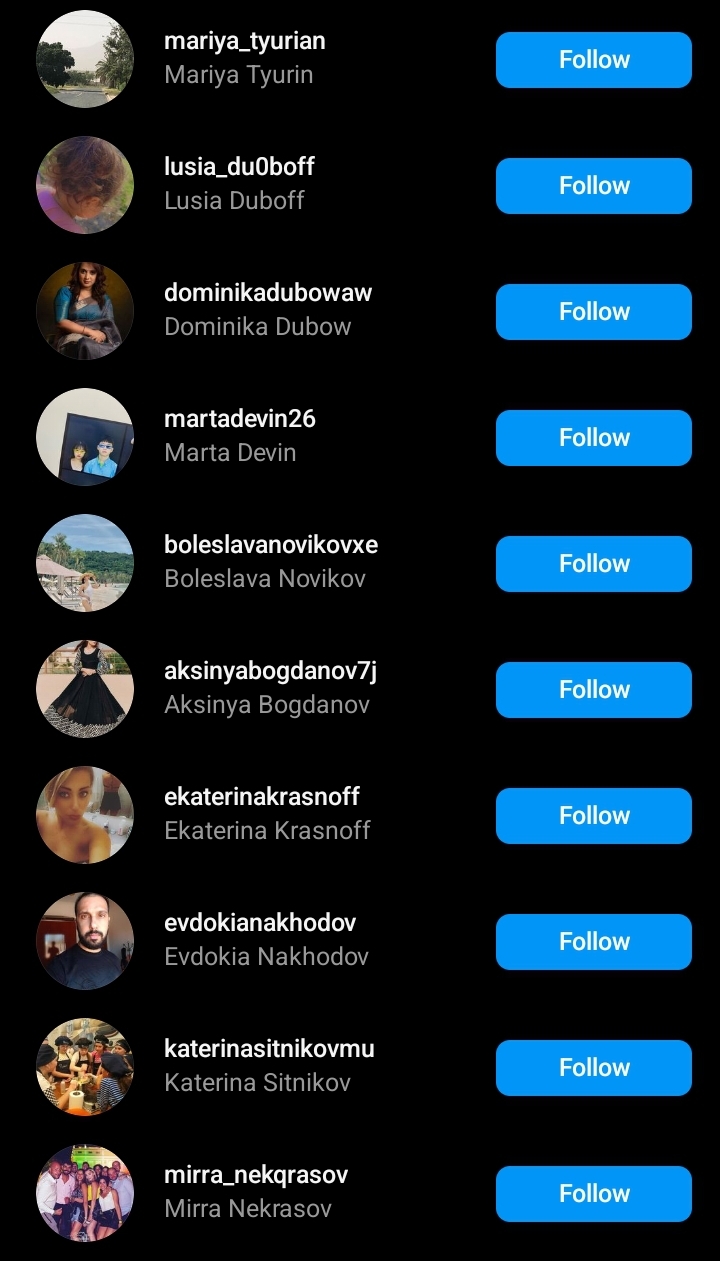 mariya_tyurian
Mariya Tyurin
Follow
lusia_du0boff
Lusia Duboff
Follow
dominikadubowaw
Dominika Dubow
Follow
martadevin26
Marta Devin
Follow
boleslavanovikovxe
Boleslava Novikov
Follow
aksinyabogdanov7j
Aksinya Bogdanov
Follow
ekaterinakrasnoff
Ekaterina Krasnoff
Follow
evdokianakhodov
Evdokia Nakhodov
Follow
katerinasitnikovmu
Katerina Sitnikov
Follow
mirra_nekqrasov
Mirra Nekrasov
Follow